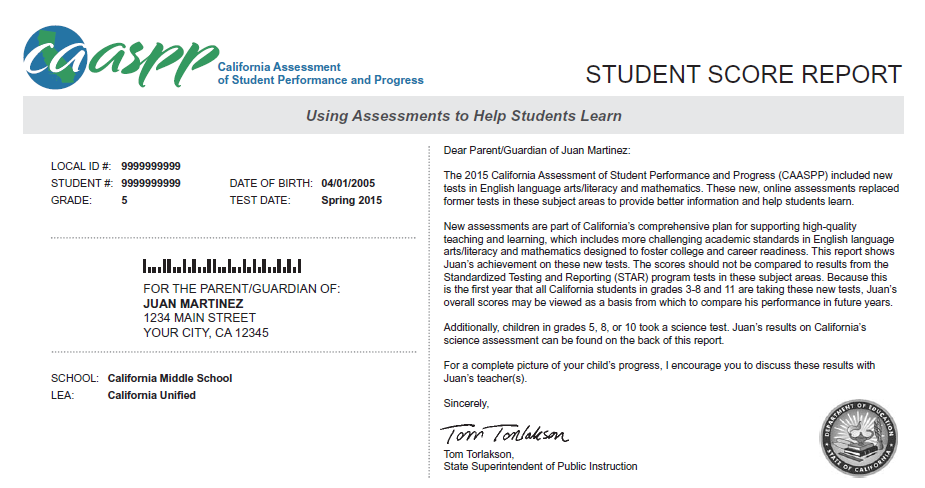 caaspp
California Assessment
of Student Performance and Progress
STUDENT SCORE REPORT
Using Assessments to Help Students Learn
LOCAL ID #: 9999999999
STUDENT #: 9999999999 DATE OF BIRTH: 04/01/2005
GRADE: 5 TEST DATE: Spring 2015
FOR THE PARENT/GUARDIAN OF:
JUAN MARTINEZ
1234 MAIN STREET
YOUR CITY, CA 12345
SCHOOL: California Middle School
LEA: California Unified
Dear Parent/Guardian of Juan Martinez:
The 2015 California Assessment of Student Performance and Progress (CAASPP) included new
tests in English language arts/literacy and mathematics. These new, online assessments replaced
former tests in these subject areas to provide better information and help students learn.
New assessments are part of California's comprehensive plan for supporting high-quality
teaching and learning, which includes more challenging academic standards in English language
arts/literacy and mathematics designed to foster college and career readiness. This report shows
Juan's achievement on these new tests. The scores should not be compared to results from the
Standardized Testing and Reporting (STAR) program tests in these subject areas. Because this
is the first year that all California students in grades 3-8 and 11 are taking these new tests, Juan's
overall scores may be viewed as a basis from which to compare his performance in future years.
Additionally, children in grades 5, 8, or 10 took a science test. Juan's results on California's
science assessment can be found on the back of this report.
For a complete picture of your child's progress, I encourage you to discuss these results with
Juan's teacher(s).
Sincerely,
Tom Torlakson
Tom Torlakson,
State Superintendent of Public Instruction
DEPARTMENT OF EDUCATION
STATE OF CALIFORNIA